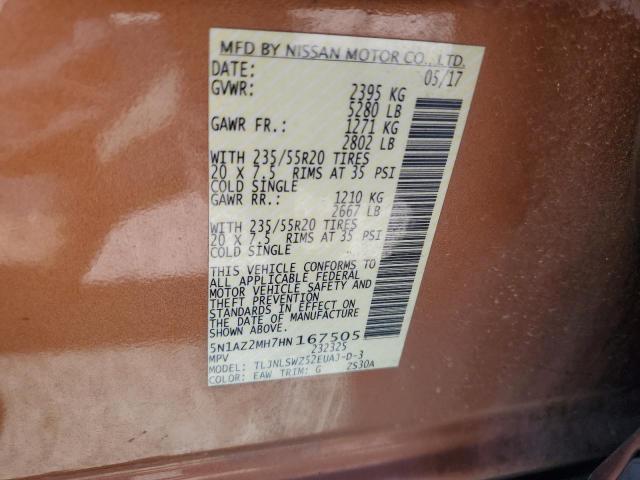 MFD BY NISSAN MOTOR CO., LTD.
DATE: 05/17
GVWR: 2395 KG
5280 LB
GAWR FR.: 1271 KG
2802 LB
WITH 235/55R20 TIRES
20 X 7.5 RIMS AT 35 PSI
COLD SINGLE
GAWR RR.: 1210 KG
2667 LB
WITH 235/55R20 TIRES
20 X 7.5 RIMS AT 35 PSI
COLD SINGLE
THIS VEHICLE CONFORMS TO
ALL APPLICABLE FEDERAL
MOTOR VEHICLE SAFETY AND
THEFT PREVENTION
STANDARDS IN EFFECT ON
THE DATE OF MANUFACTURE
SHOWN ABOVE.
5N1AZ2MH7HN167505
MPV 232325
MODEL: TLJNLSWZ52EUAJ-D-3
COLOR: EAW TRIM: G ZS30A